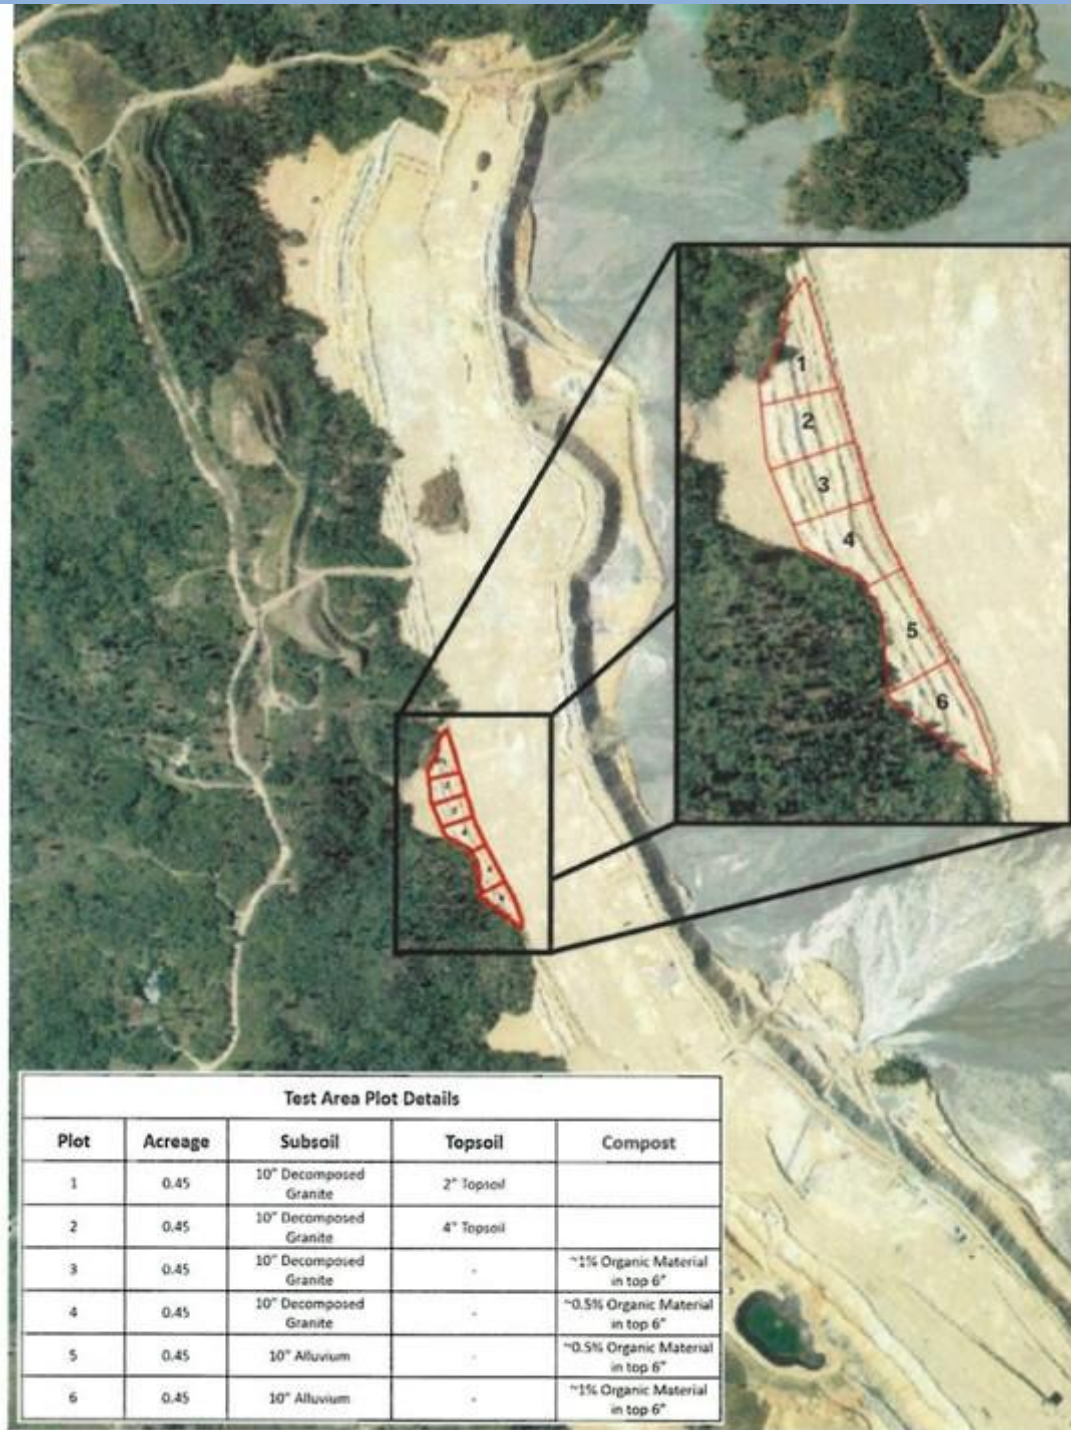 1
2
3
4
5
6
Test Area Plot Details
Plot Acreage Subsoil Topsoil Compost
1 0.45 10" Decomposed Granite 2" Topsoil
2 0.45 10" Decomposed Granite 4" Topsoil
3 0.45 10" Decomposed Granite - ~1% Organic Material in top 6"
4 0.45 10" Decomposed Granite - ~0.5% Organic Material in top 6"
5 0.45 10" Alluvium - ~0.5% Organic Material in top 6"
6 0.45 10" Alluvium - ~1% Organic Material in top 6"